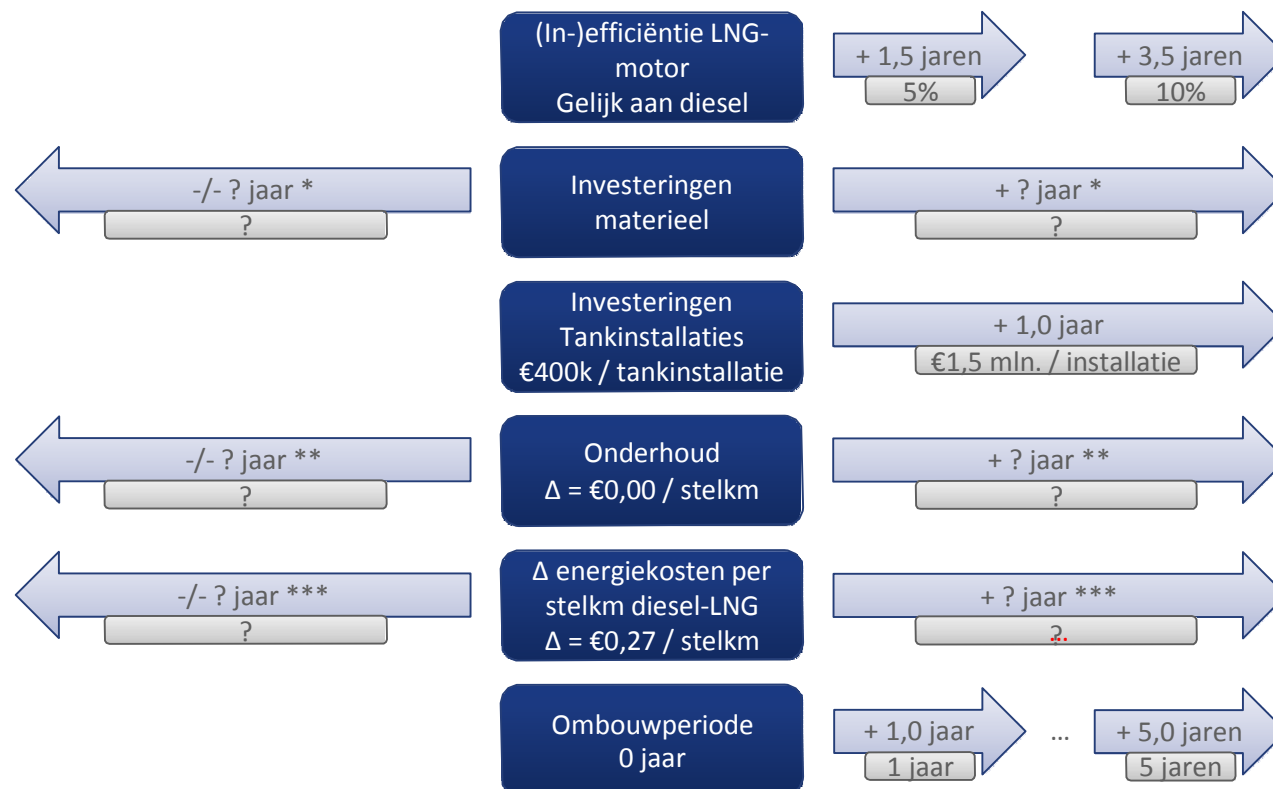 (In-)efficiëntie LNG-
motor
Gelijk aan diesel
+ 1,5 jaren
5%
+ 3,5 jaren
10%
-/- ? jaar *
?
Investeringen
materieel
+ ? jaar *
?
Investeringen
Tankinstallaties
€400k / tankinstallatie
+ 1,0 jaar
€1,5 mln. / installatie
-/- ? jaar **
?
Onderhoud
Δ = €0,00 / stelkm
+ ? jaar **
?
-/- ? jaar ***
?
Δ energiekosten per
stelkm diesel-LNG
Δ = €0,27 / stelkm
+ ? jaar ***
?
...
Ombouwperiode
0 jaar
+ 1,0 jaar
1 jaar
...
+ 5,0 jaren
5 jaren